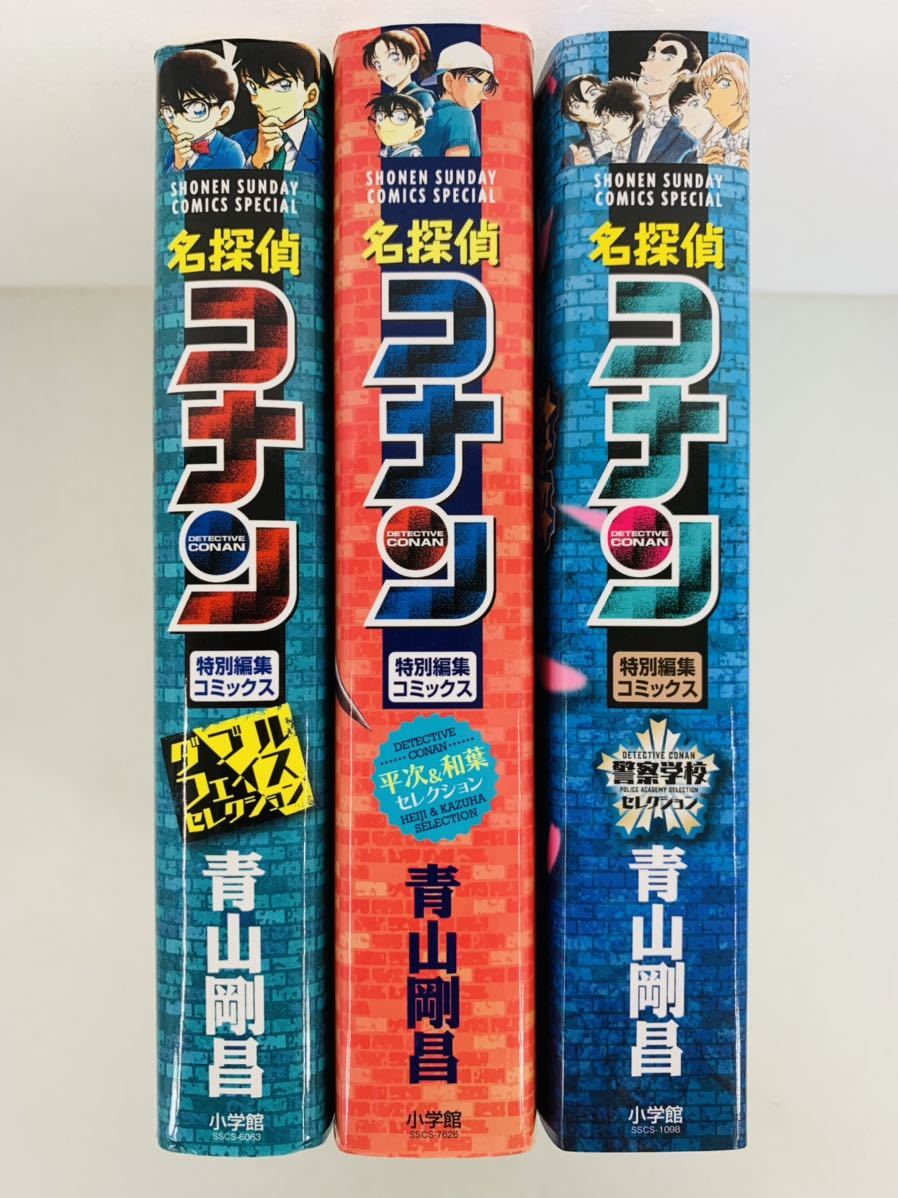 SHONEN SUNDAY
COMICS SPECIAL
名探偵
コナン
DETECTIVE
CONAN
特別編集
コミックス
ダブル
フェイス
セレクション
青山剛昌
小学館
SSCS-6063
SHONEN SUNDAY
COMICS SPECIAL
名探偵
コナン
DETECTIVE
CONAN
特別編集
コミックス
DETECTIVE
CONAN
平次&和葉
セレクション
HEIJI & KAZUHA
SELECTION
青山剛昌
小学館
SSCS-7626
SHONEN SUNDAY
COMICS SPECIAL
名探偵
コナン
DETECTIVE
CONAN
特別編集
コミックス
DETECTIVE CONAN
警察学校
POLICE ACADEMY SELECTION
セレクション
青山剛昌
小学館
SSCS-1098